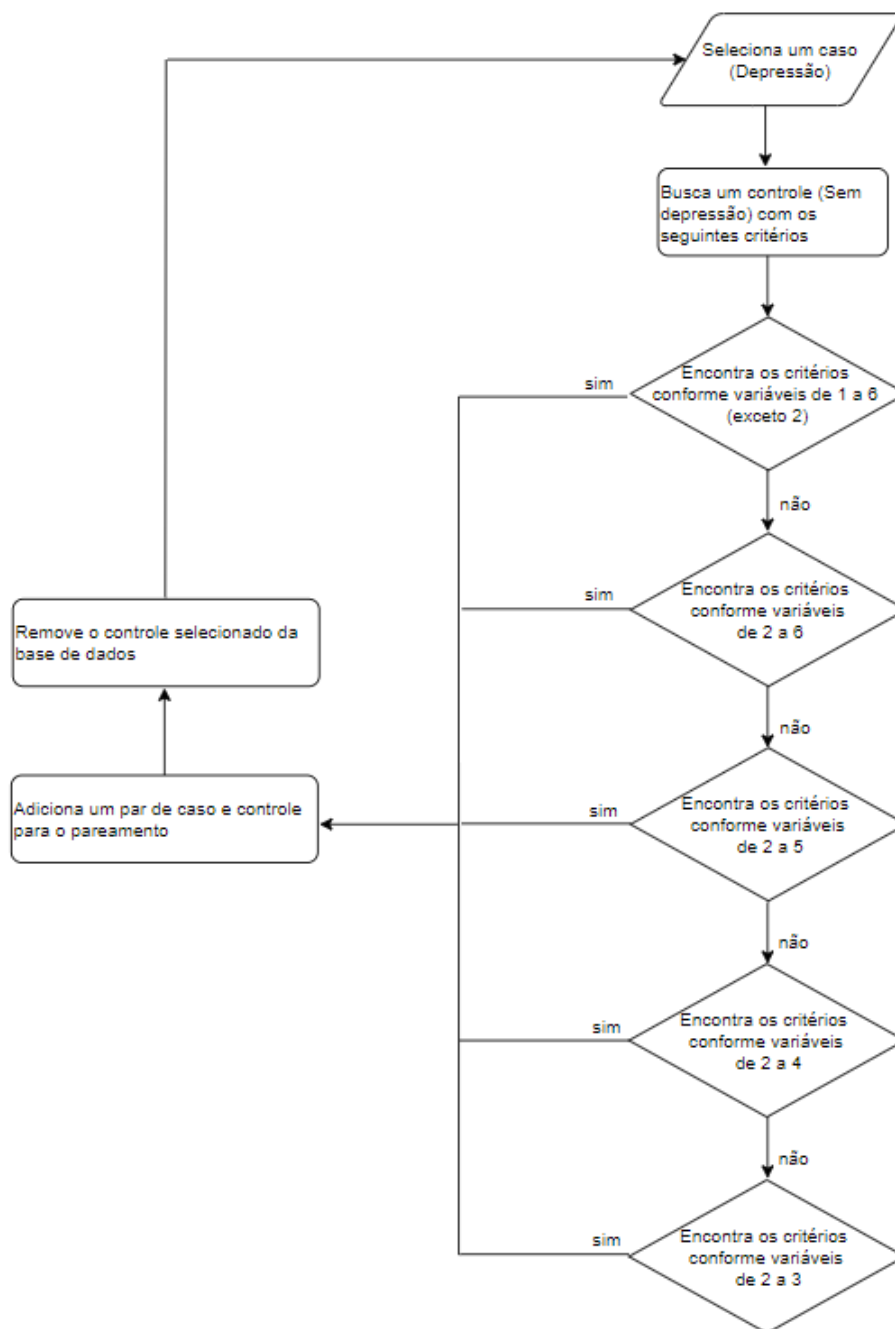 Seleciona um caso
(Depressão)
Busca um controle (Sem
depressão) com os
seguintes critérios
Encontra os critérios
conforme variáveis de 1 a 6
(exceto 2)
sim
não
Encontra os critérios
conforme variáveis
de 2 a 6
sim
não
Remove o controle selecionado da
base de dados
Encontra os critérios
conforme variáveis
de 2 a 5
sim
não
Adiciona um par de caso e controle
para o pareamento
Encontra os critérios
conforme variáveis
de 2 a 4
sim
não
Encontra os critérios
conforme variáveis
de 2 a 3
sim